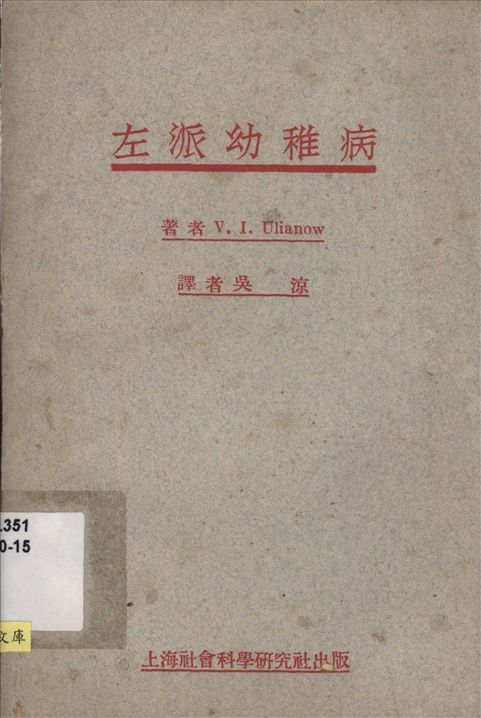 左派幼稚病
著者 V. I. Ulianow
譯者吳 涼
.351
0-15
文庫
上海社會科學研究社出版